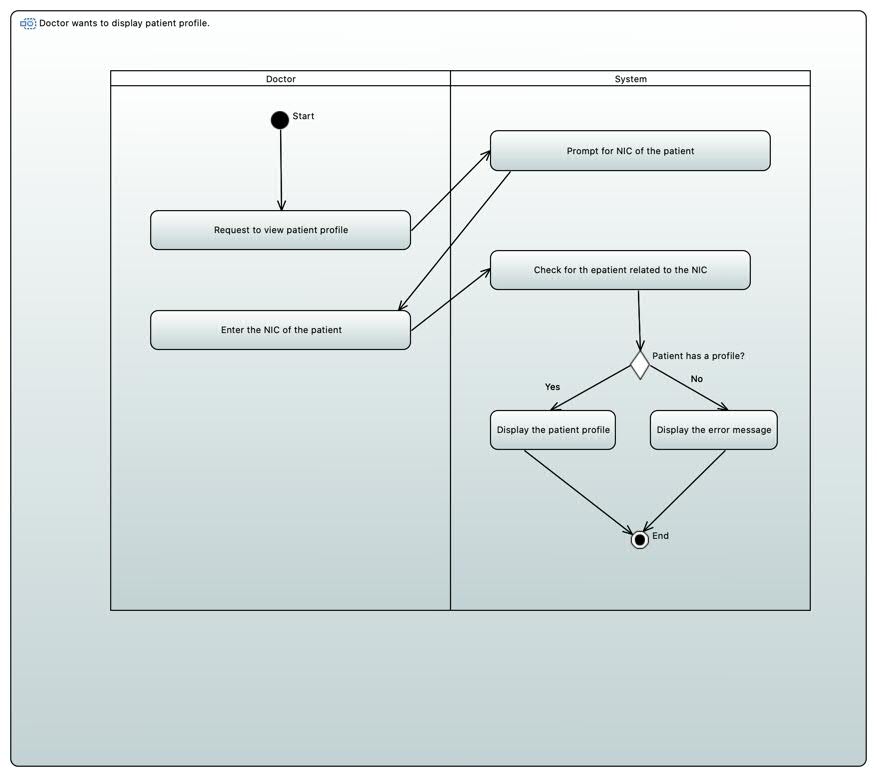 Doctor wants to display patient profile.
Doctor
System
Start
Prompt for NIC of the patient
Request to view patient profile
Check for th epatient related to the NIC
Enter the NIC of the patient
Patient has a profile?
Yes
No
Display the patient profile
Display the error message
End